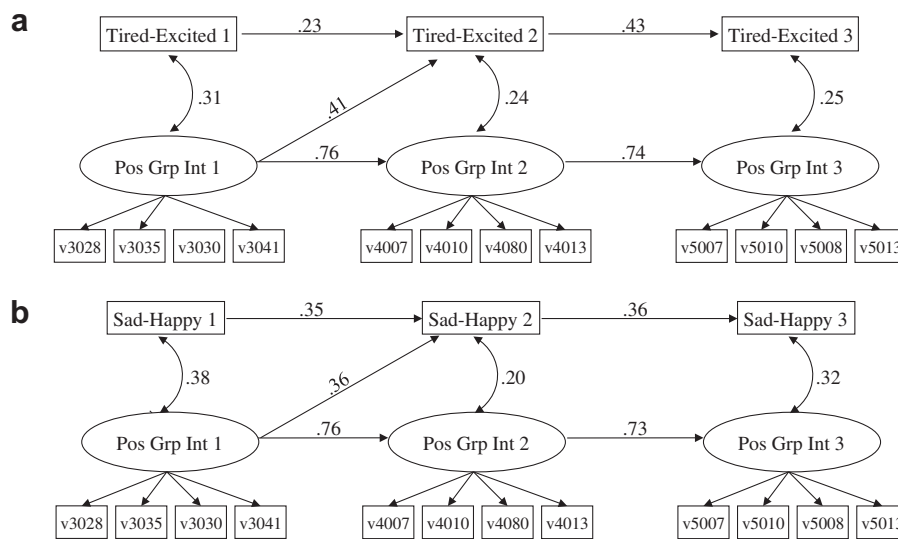 a
Tired-Excited 1 .23 Tired-Excited 2 .43 Tired-Excited 3
.31 .41 .24 .25
Pos Grp Int 1 .76 Pos Grp Int 2 .74 Pos Grp Int 3
v3028 v3035 v3030 v3041 v4007 v4010 v4080 v4013 v5007 v5010 v5008 v5013
b
Sad-Happy 1 .35 Sad-Happy 2 .36 Sad-Happy 3
.38 .36 .20 .32
Pos Grp Int 1 .76 Pos Grp Int 2 .73 Pos Grp Int 3
v3028 v3035 v3030 v3041 v4007 v4010 v4080 v4013 v5007 v5010 v5008 v5013